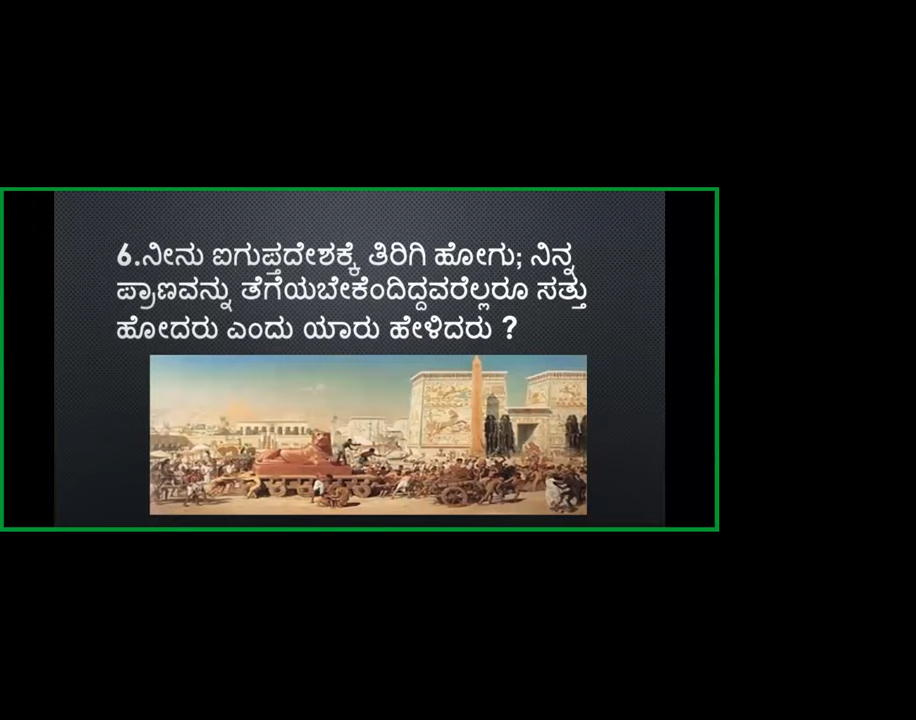 6.ನೀನು ಐಗುಪ್ತದೇಶಕ್ಕೆ ತಿರಿಗಿ ಹೋಗು; ನಿನ್ನ
ಪ್ರಾಣವನ್ನು ತೆಗೆಯಬೇಕೆಂದಿದ್ದವರೆಲ್ಲರೂ ಸತ್ತು
ಹೋದರು ಎಂದು ಯಾರು ಹೇಳಿದರು ?